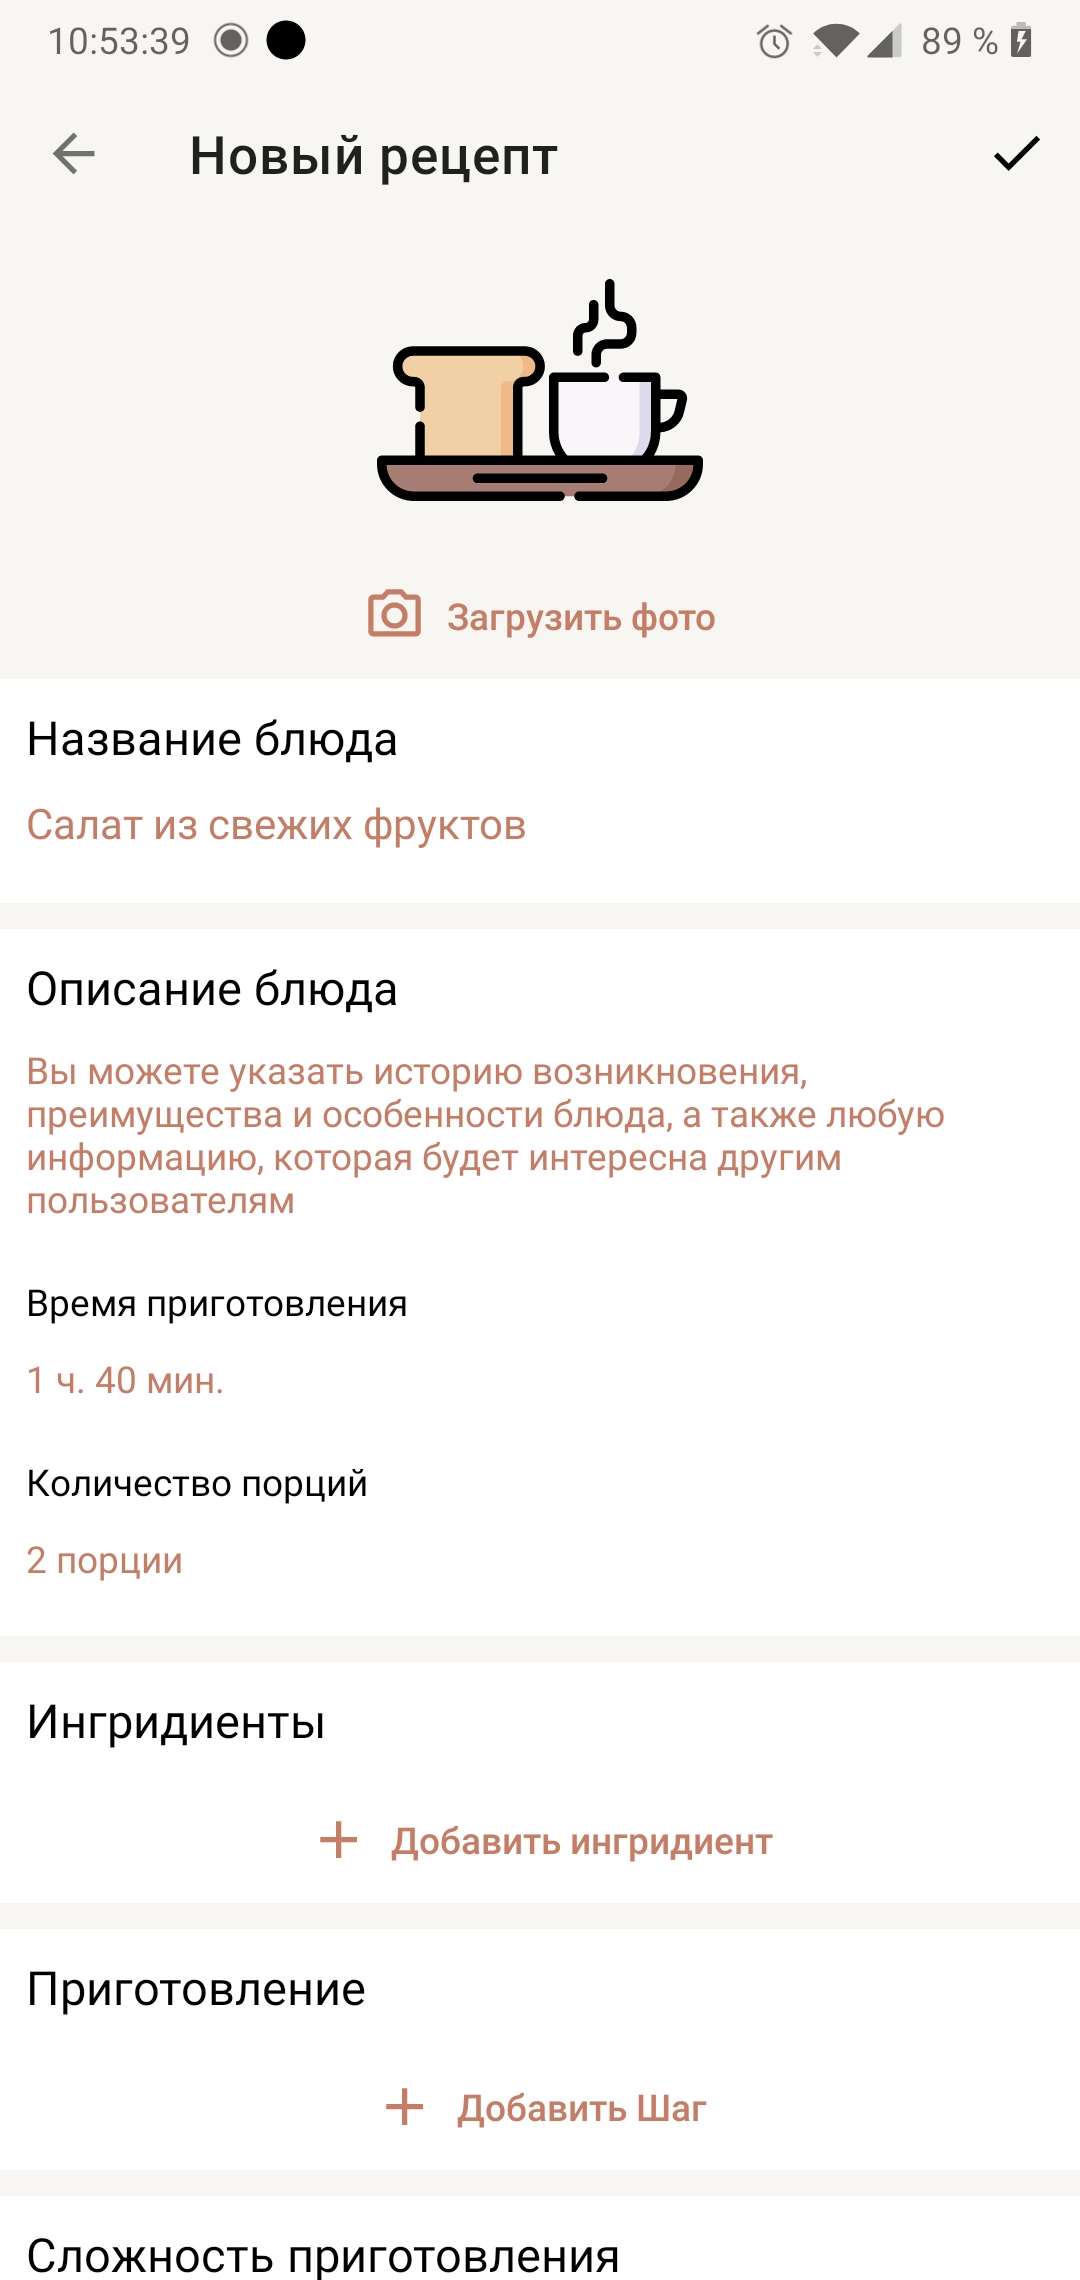 10:53:39 89 %
Новый рецепт
Загрузить фото
Название блюда
Салат из свежих фруктов
Описание блюда
Вы можете указать историю возникновения,
преимущества и особенности блюда, а также любую
информацию, которая будет интересна другим
пользователям
Время приготовления
1 ч. 40 мин.
Количество порций
2 порции
Ингридиенты
Добавить ингридиент
Приготовление
Добавить Шаг
Сложность приготовления